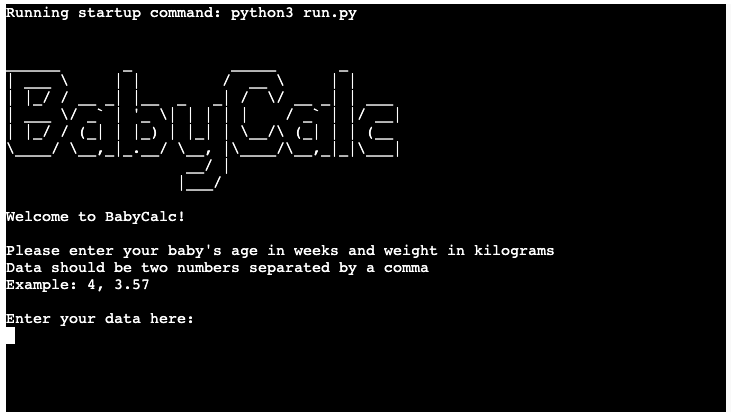 Running startup command: python3 run.py
BabyCalc
Welcome to BabyCalc!
Please enter your baby's age in weeks and weight in kilograms
Data should be two numbers separated by a comma
Example: 4, 3.57
Enter your data here: